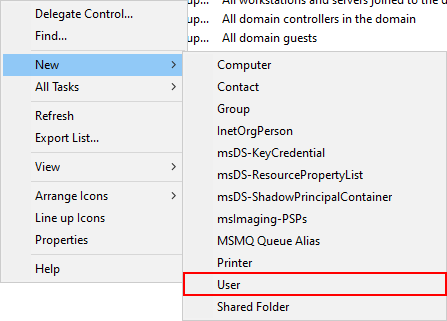 up... All workstations and servers joined to the d
Delegate Control...
up... All domain controllers in the domain
Find...
up... All domain guests
New
All Tasks
Refresh
Export List...
View
Arrange Icons
Line up Icons
Properties
Help
Computer
Contact
Group
InetOrgPerson
msDS-KeyCredential
msDS-ResourcePropertyList
msDS-ShadowPrincipalContainer
msImaging-PSPs
MSMQ Queue Alias
Printer
User
Shared Folder